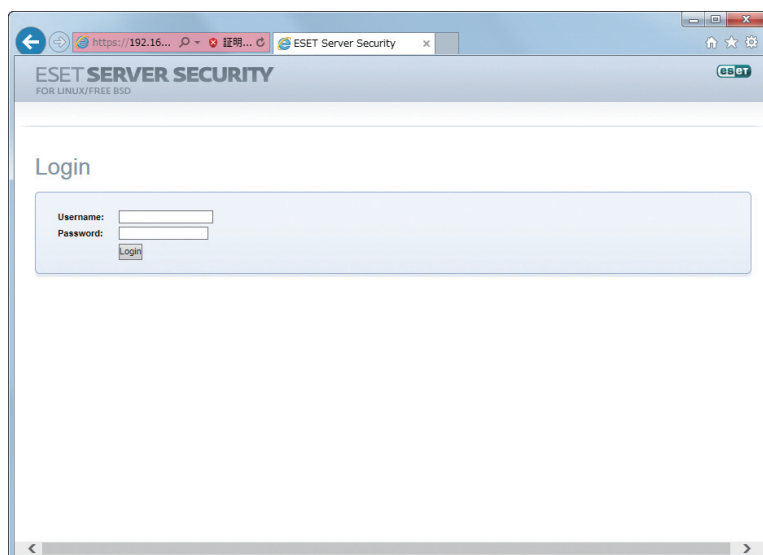 https://192.16... 証明... ESET Server Security
ESET SERVER SECURITY
eset
FOR LINUX/FREE BSD
Login
Username:
Password:
Login